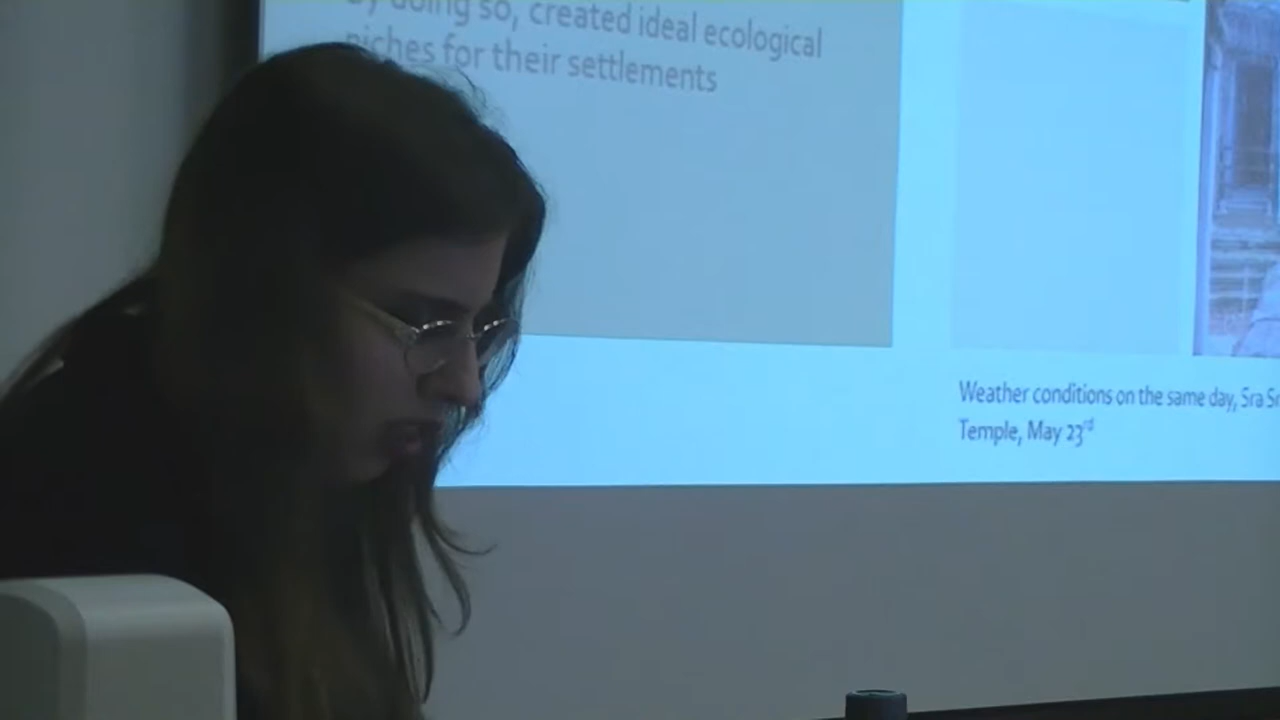 By doing so, created ideal ecological
niches for their settlements
Weather conditions on the same day, Sra
Temple, May 23rd